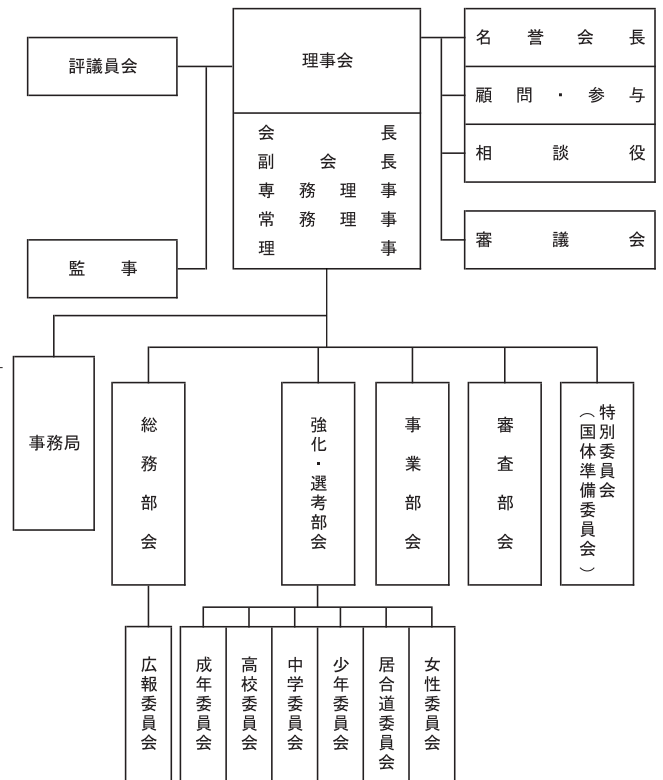 評議員会
監事
理事会
会長
副会長
専務理事
常務理事
理事
名誉会長
顧問・参与
相談役
審議会
事務局
総務部会
強化・選考部会
事業部会
審査部会
特別委員会
（国体準備委員会）
広報委員会
成年委員会
高校委員会
中学委員会
少年委員会
居合道委員会
女性委員会